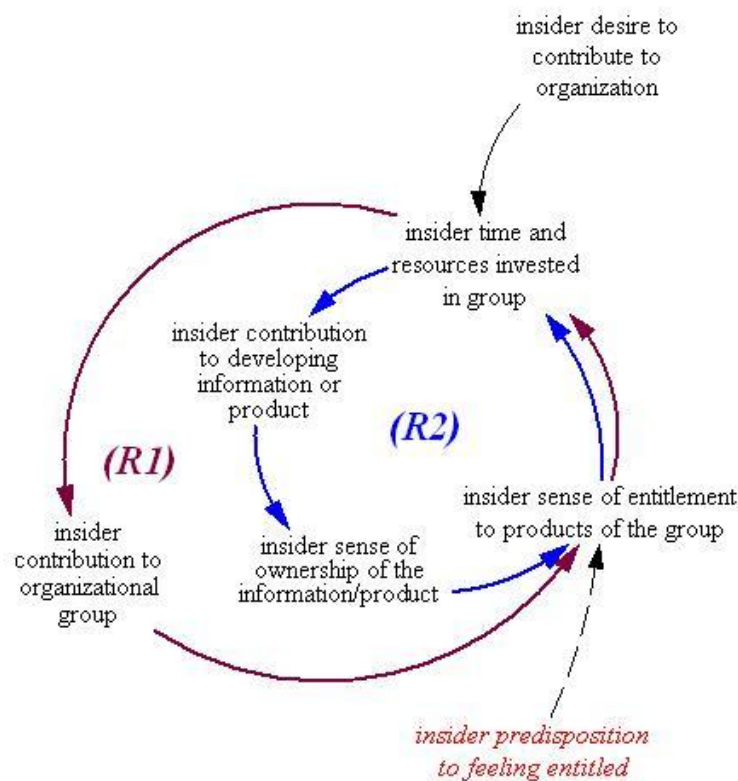 insider desire to
contribute to
organization
insider time and
resources invested
in group
insider contribution
to developing
information or
product
(R1)
(R2)
insider
contribution to
organizational
group
insider sense of
ownership of the
information/product
insider sense of entitlement
to products of the group
insider predisposition
to feeling entitled